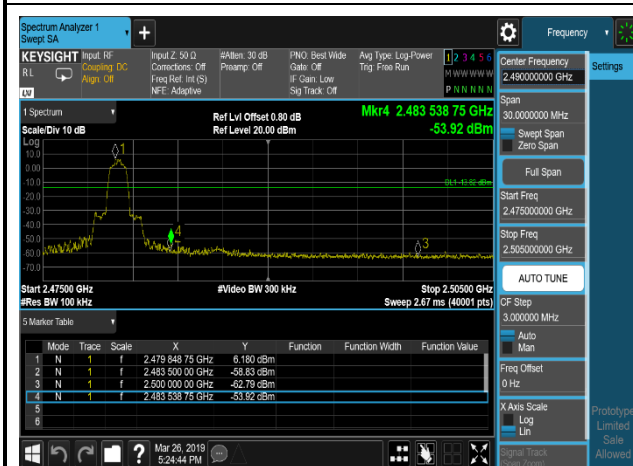 Spectrum Analyzer 1
Swept SA
+
Frequency
KEYSIGHT
RL
LXI
Input: RF
Coupling: DC
Align: Off
Input Z: 50 Ω
Corrections: Off
Freq Ref: Int (S)
NFE: Adaptive
#Atten: 30 dB
Preamp: Off
PNO: Best Wide
Gate: Off
IF Gain: Low
Sig Track: Off
Avg Type: Log-Power
Trig: Free Run
1 2 3 4 5 6
M W W W W W
P N N N N N
1 Spectrum
Scale/Div 10 dB
Log
Ref Lvl Offset 0.80 dB
Ref Level 20.00 dBm
Mkr4 2.483 538 75 GHz
-53.92 dBm
10.0
0.00
-10.0
-20.0
-30.0
-40.0
-50.0
-60.0
-70.0
1
4
3
DL1 -13.82 dBm
Start 2.47500 GHz
#Res BW 100 kHz
#Video BW 300 kHz
Stop 2.50500 GHz
Sweep 2.67 ms (40001 pts)
5 Marker Table
Mode Trace Scale X Y Function Function Width Function Value
1 N 1 f 2.479 848 75 GHz 6.180 dBm
2 N 1 f 2.483 500 00 GHz -58.83 dBm
3 N 1 f 2.500 000 00 GHz -62.79 dBm
4 N 1 f 2.483 538 75 GHz -53.92 dBm
5
6
Mar 26, 2019
5:24:44 PM
?
Center Frequency
2.490000000 GHz
Span
30.0000000 MHz
Swept Span
Zero Span
Full Span
Start Freq
2.475000000 GHz
Stop Freq
2.505000000 GHz
AUTO TUNE
CF Step
3.000000 MHz
Auto
Man
Freq Offset
0 Hz
X Axis Scale
Log
Lin
Signal Track
(Span Zoom)
Settings
Prototype
Limited
Sale
Allowed